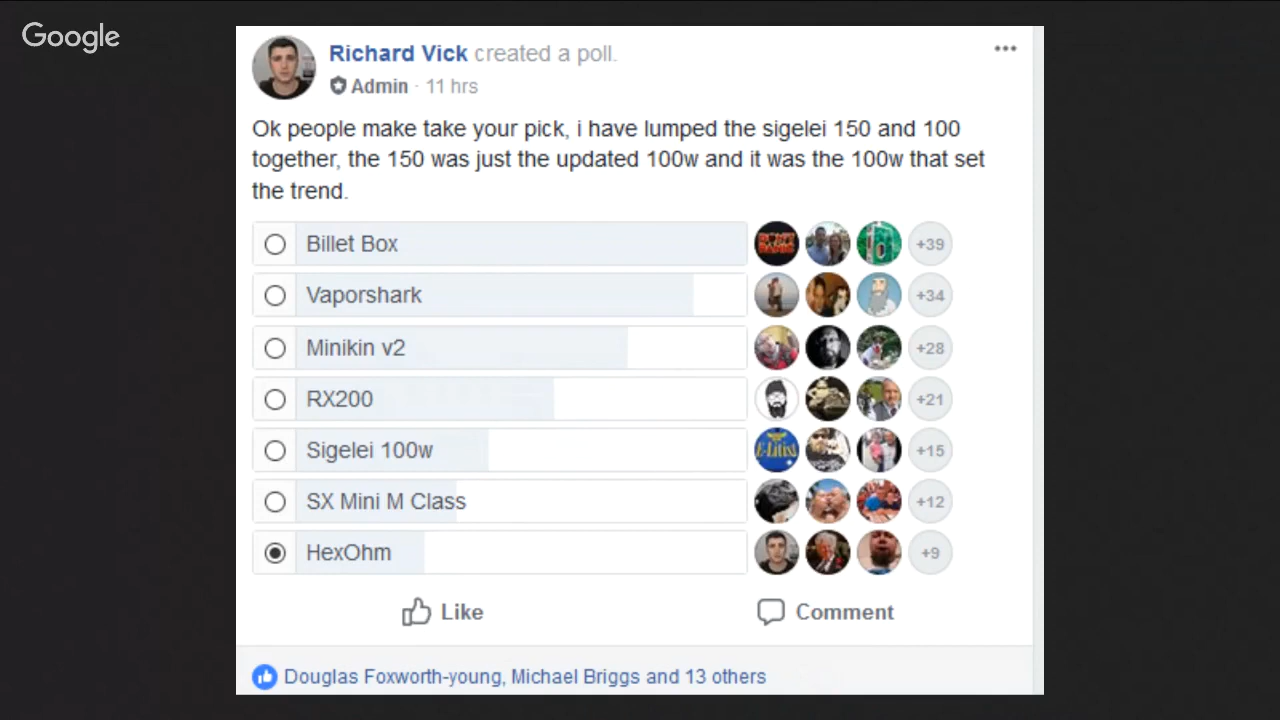 Google
Richard Vick created a poll.
Admin · 11 hrs
Ok people make take your pick, i have lumped the sigelei 150 and 100
together, the 150 was just the updated 100w and it was the 100w that set
the trend.
Billet Box +39
Vaporshark +34
Minikin v2 +28
RX200 +21
Sigelei 100w E-Litist +15
SX Mini M Class +12
HexOhm +9
Like Comment
Douglas Foxworth-young, Michael Briggs and 13 others